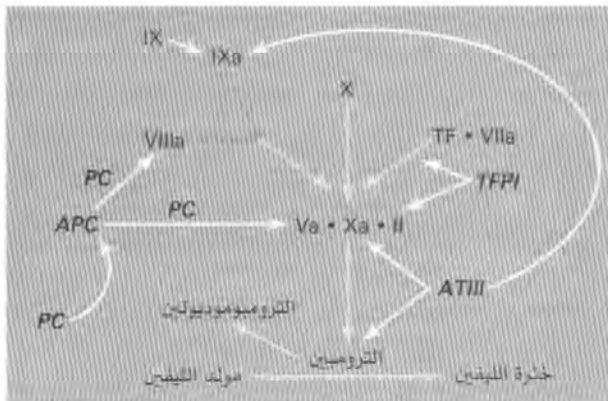 IX IXa
X
VIIIa TF • VIIa
PC TFPI
PC
APC Va • Xa • II
ATIII
PC الترومبوموديولين
الترومبين
مولد الليفين خثرة الليفين